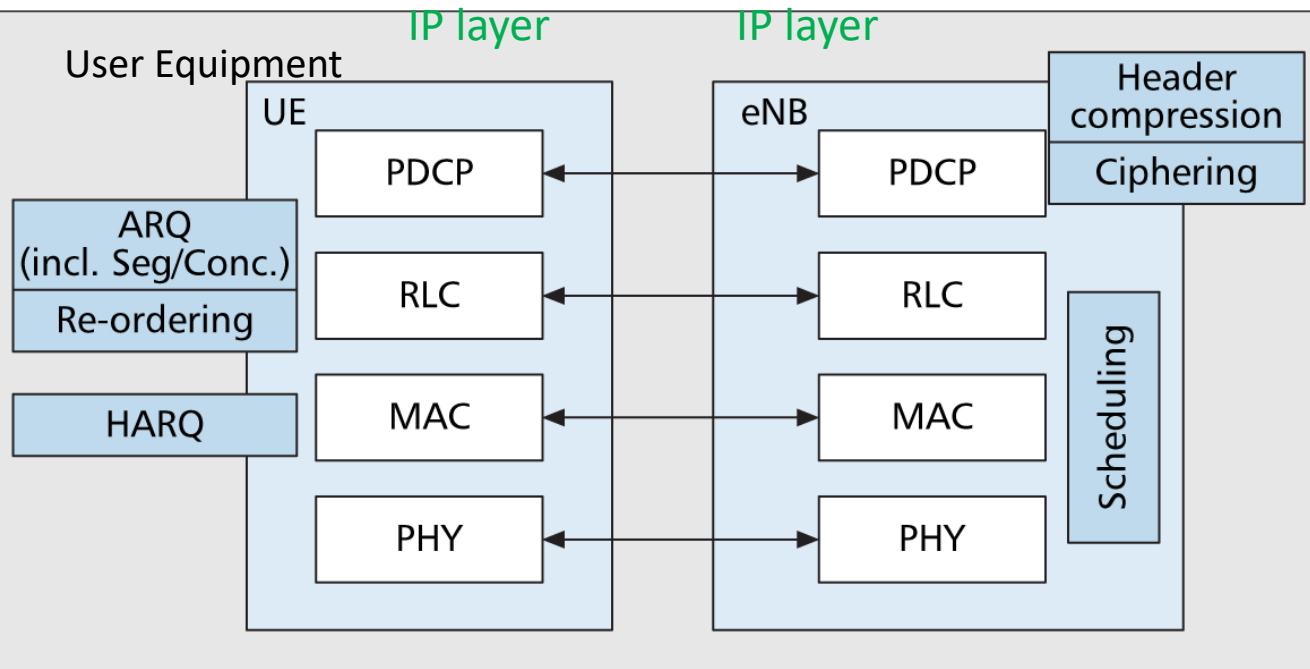 IP layer
IP layer
User Equipment
UE
eNB
Header
compression
Ciphering
PDCP
PDCP
ARQ
(incl. Seg/Conc.)
Re-ordering
RLC
RLC
HARQ
MAC
MAC
Scheduling
PHY
PHY